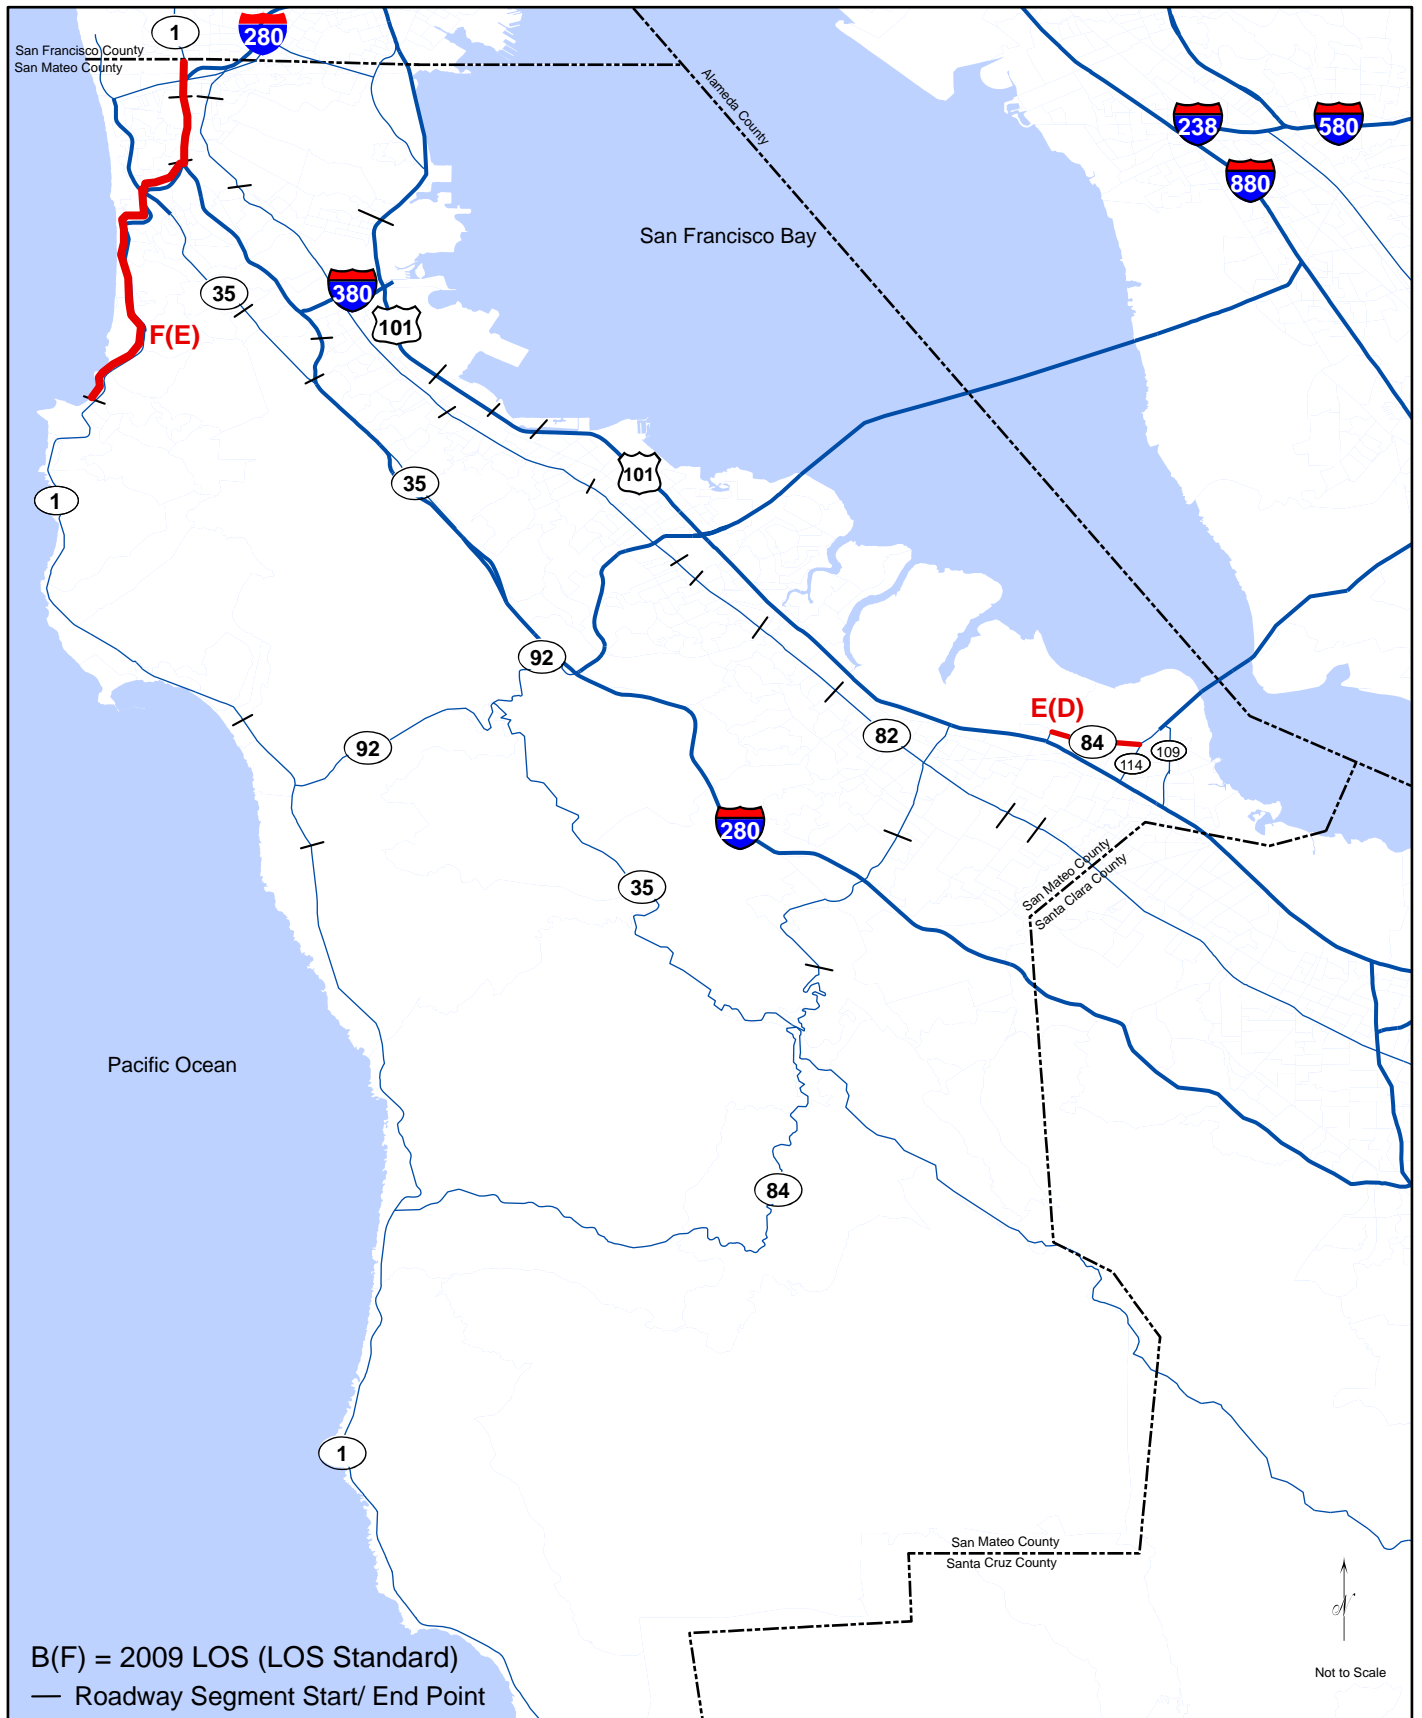 1
280
San Francisco County
San Mateo County
Alameda County
238
580
880
San Francisco Bay
35
380
101
F(E)
101
35
1
92
E(D)
84
109
114
82
92
280
San Mateo County
Santa Clara County
35
Pacific Ocean
84
1
San Mateo County
Santa Cruz County
N
Not to Scale
B(F) = 2009 LOS (LOS Standard)
— Roadway Segment Start/ End Point